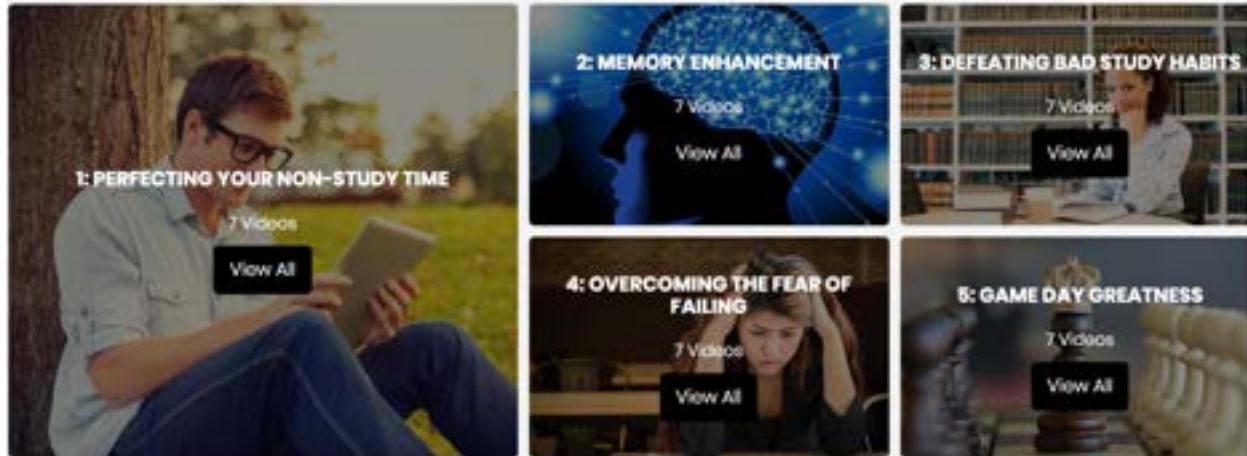 1: PERFECTING YOUR NON-STUDY TIME
7 Videos
View All
2: MEMORY ENHANCEMENT
7 Videos
View All
3: DEFEATING BAD STUDY HABITS
7 Videos
View All
4: OVERCOMING THE FEAR OF
FAILING
7 Videos
View All
5: GAME DAY GREATNESS
7 Videos
View All